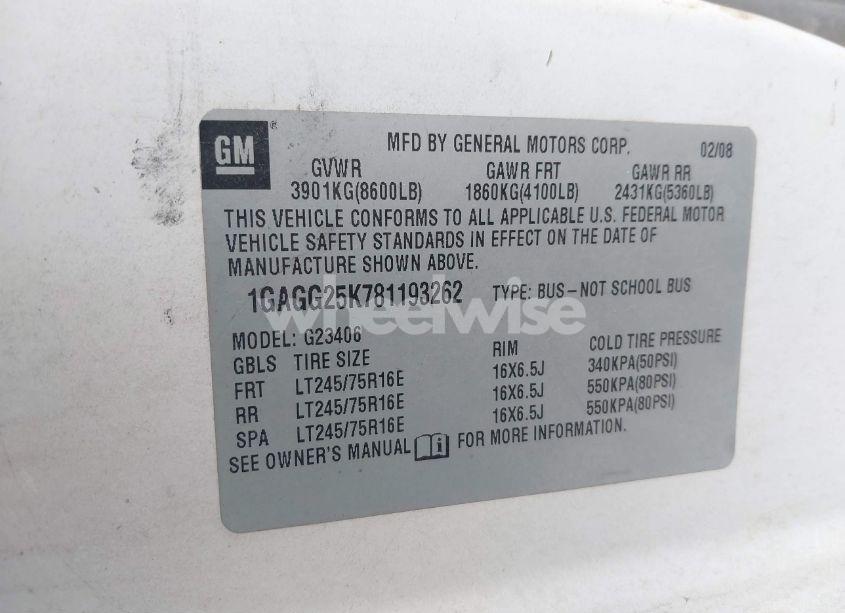 GM®
MFD BY GENERAL MOTORS CORP. 02/08
GVWR GAWR FRT GAWR RR
3901KG(8600LB) 1860KG(4100LB) 2431KG(5360LB)
THIS VEHICLE CONFORMS TO ALL APPLICABLE U.S. FEDERAL MOTOR
VEHICLE SAFETY STANDARDS IN EFFECT ON THE DATE OF
MANUFACTURE SHOWN ABOVE.
1GAGG25K781193262 TYPE: BUS-NOT SCHOOL BUS
wheelwise
MODEL: G23406
GBLS TIRE SIZE RIM COLD TIRE PRESSURE
FRT LT245/75R16E 16X6.5J 340KPA(50PSI)
RR LT245/75R16E 16X6.5J 550KPA(80PSI)
SPA LT245/75R16E 16X6.5J 550KPA(80PSI)
SEE OWNER'S MANUAL i FOR MORE INFORMATION.